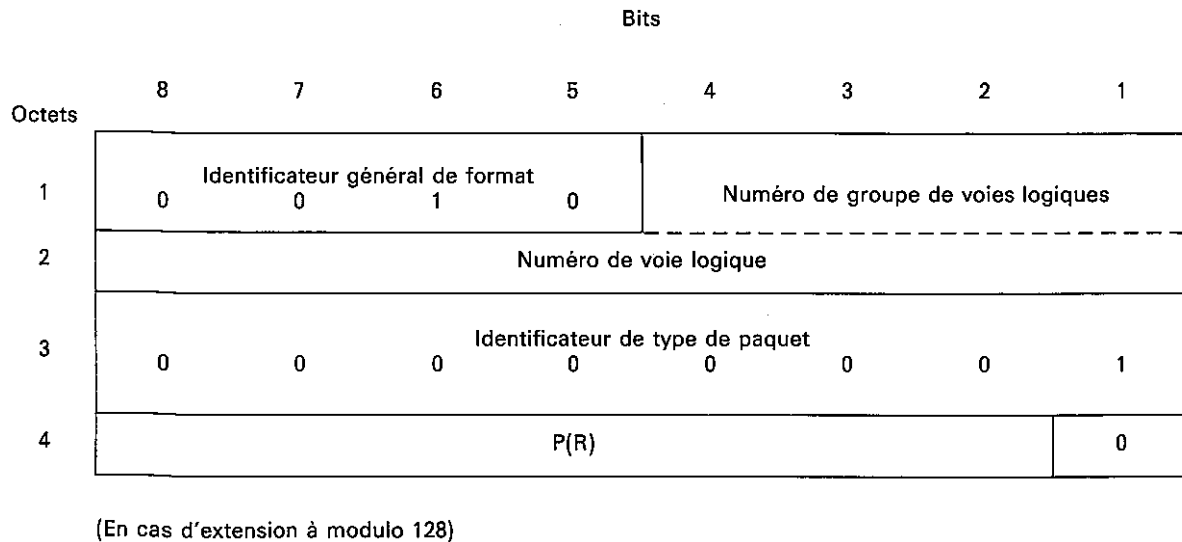 Bits
8 7 6 5 4 3 2 1
Octets
1 Identificateur général de format Numéro de groupe de voies logiques
0 0 1 0
2 Numéro de voie logique
3 Identificateur de type de paquet
0 0 0 0 0 0 0 1
4 P(R) 0
(En cas d'extension à modulo 128)